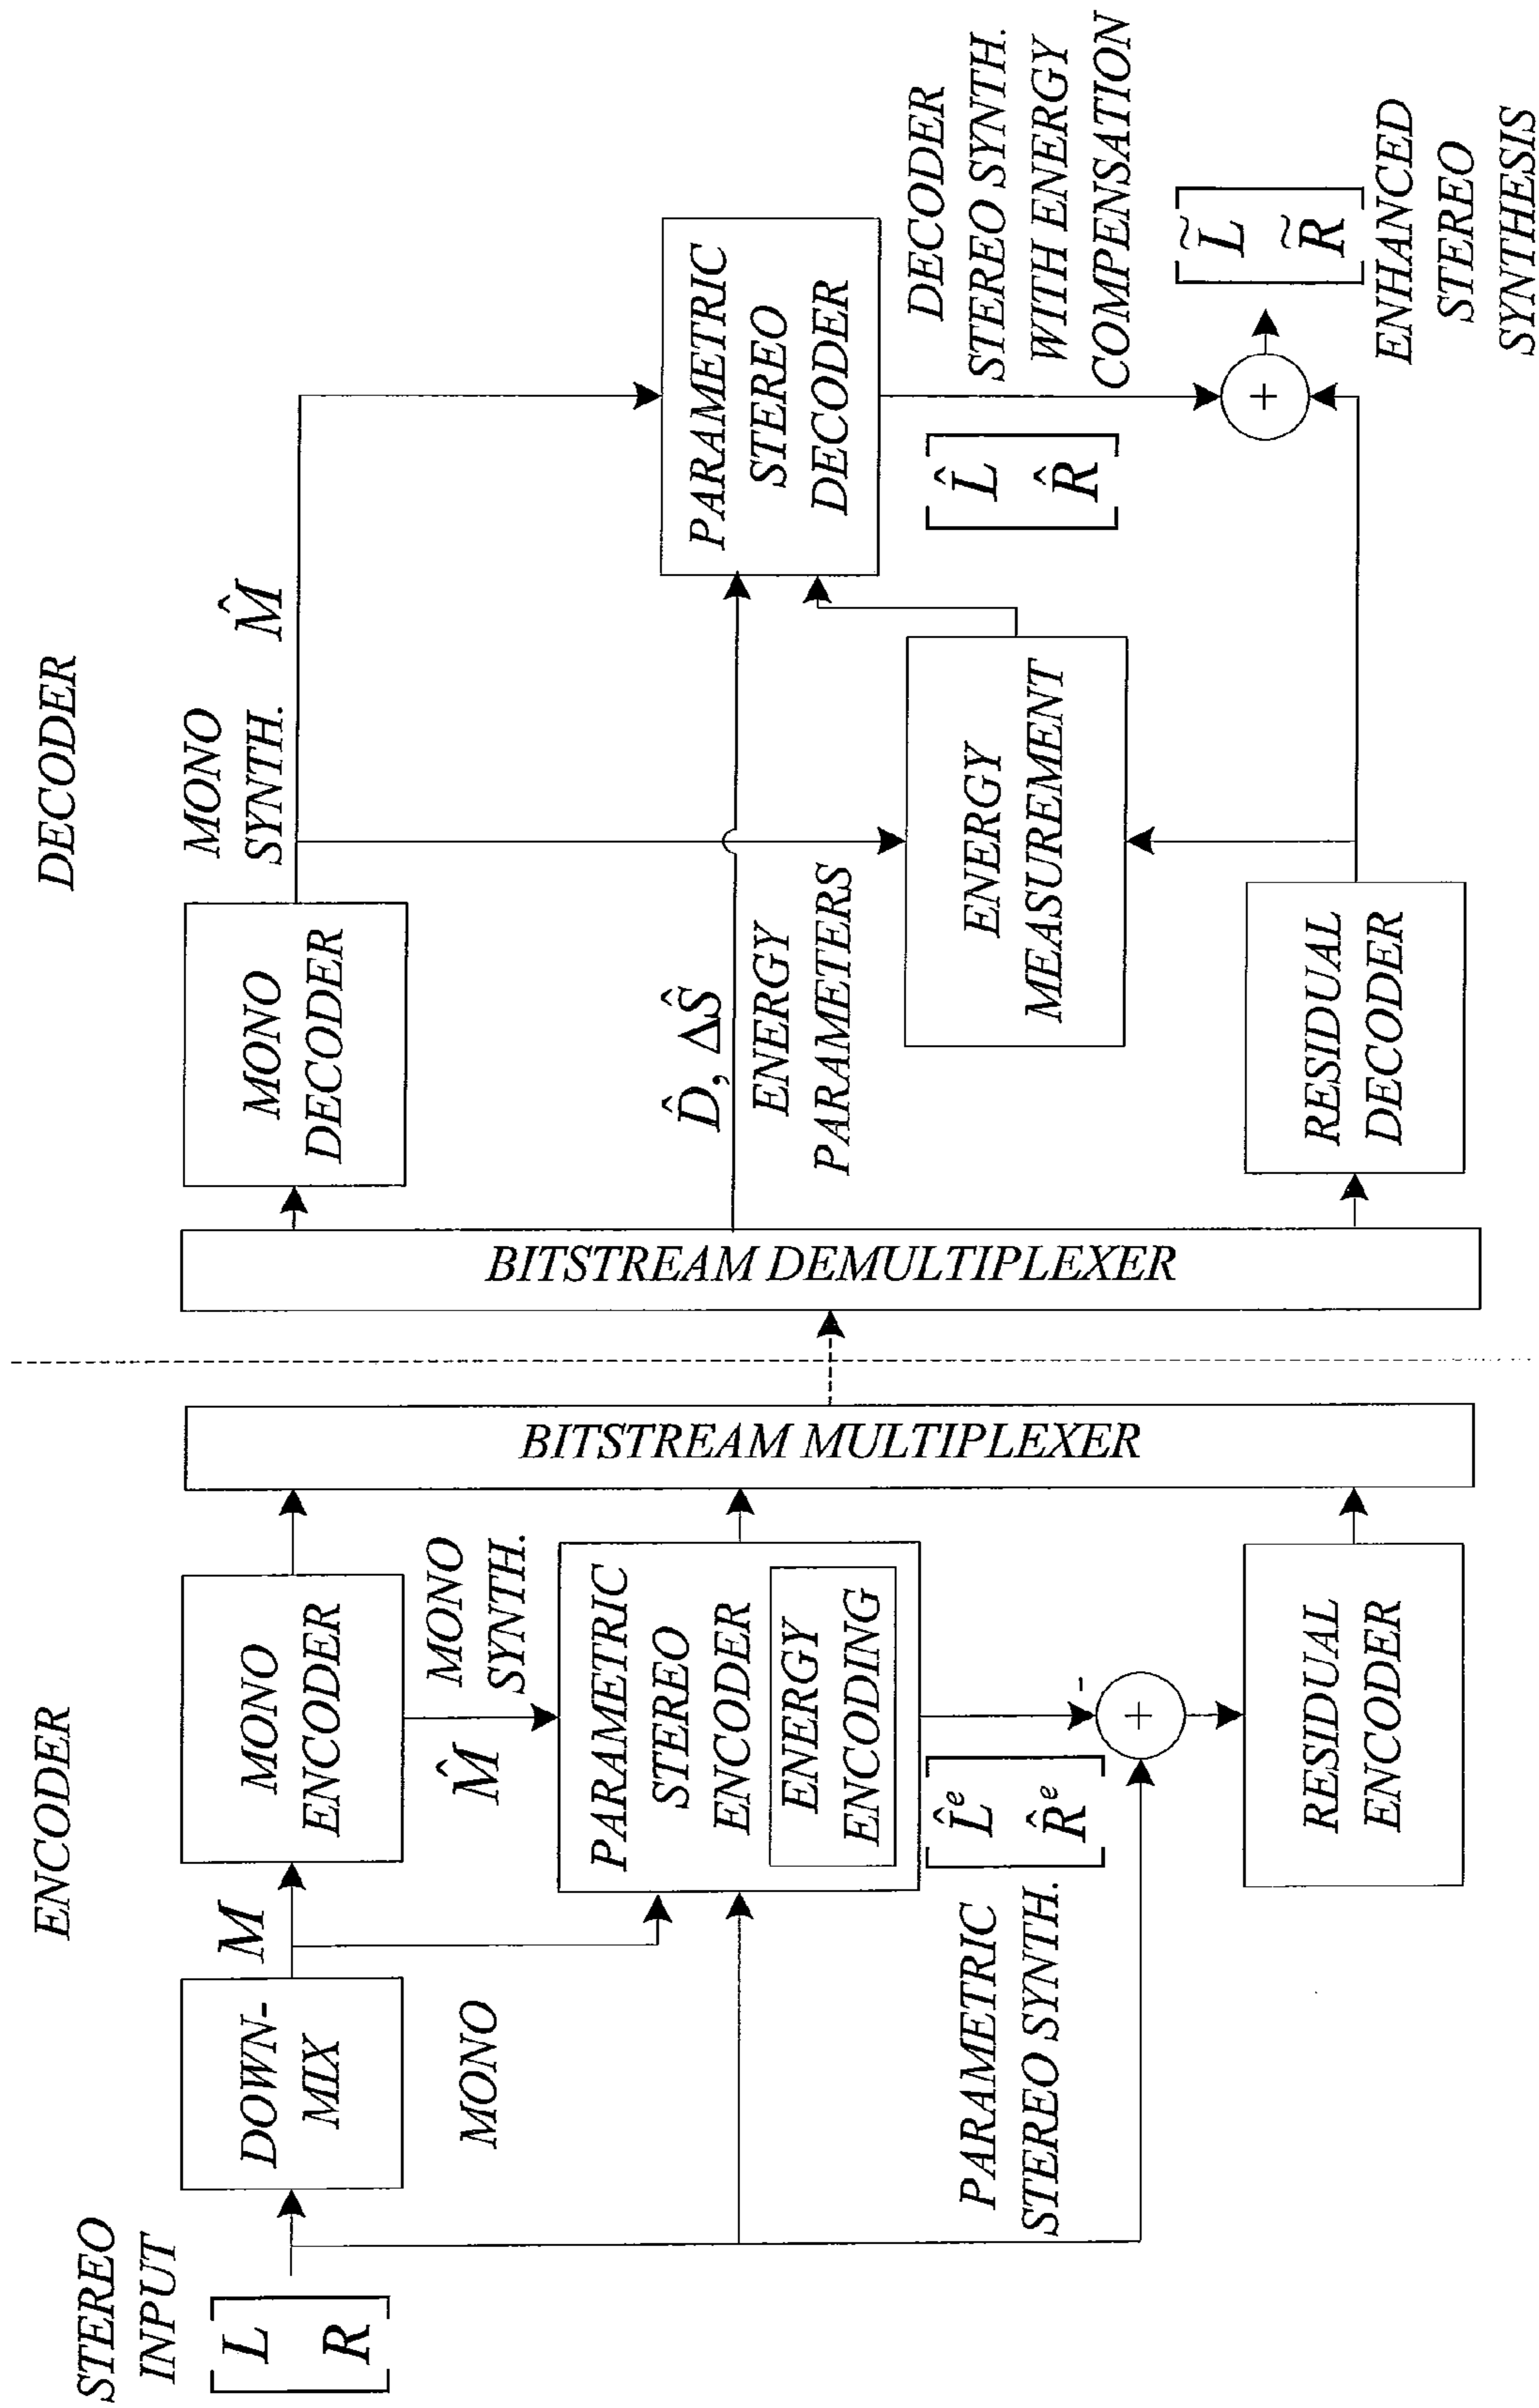 ENCODER
DECODER
STEREO
INPUT
[L
R]
DOWN-
MIX
M
MONO
MONO
ENCODER
MONO
SYNTH.
M̂
PARAMETRIC
STEREO
ENCODER
ENERGY
ENCODING
[L̂ᵉ
R̂ᵉ]
PARAMETRIC
STEREO SYNTH.
-
+
RESIDUAL
ENCODER
BITSTREAM MULTIPLEXER
BITSTREAM DEMULTIPLEXER
MONO
DECODER
MONO
SYNTH.
M̂
D̂, ΔŜ
ENERGY
PARAMETERS
ENERGY
MEASUREMENT
RESIDUAL
DECODER
PARAMETRIC
STEREO
DECODER
[L̂
R̂]
DECODER
STEREO SYNTH.
WITH ENERGY
COMPENSATION
+
[L̃
R̃]
ENHANCED
STEREO
SYNTHESIS